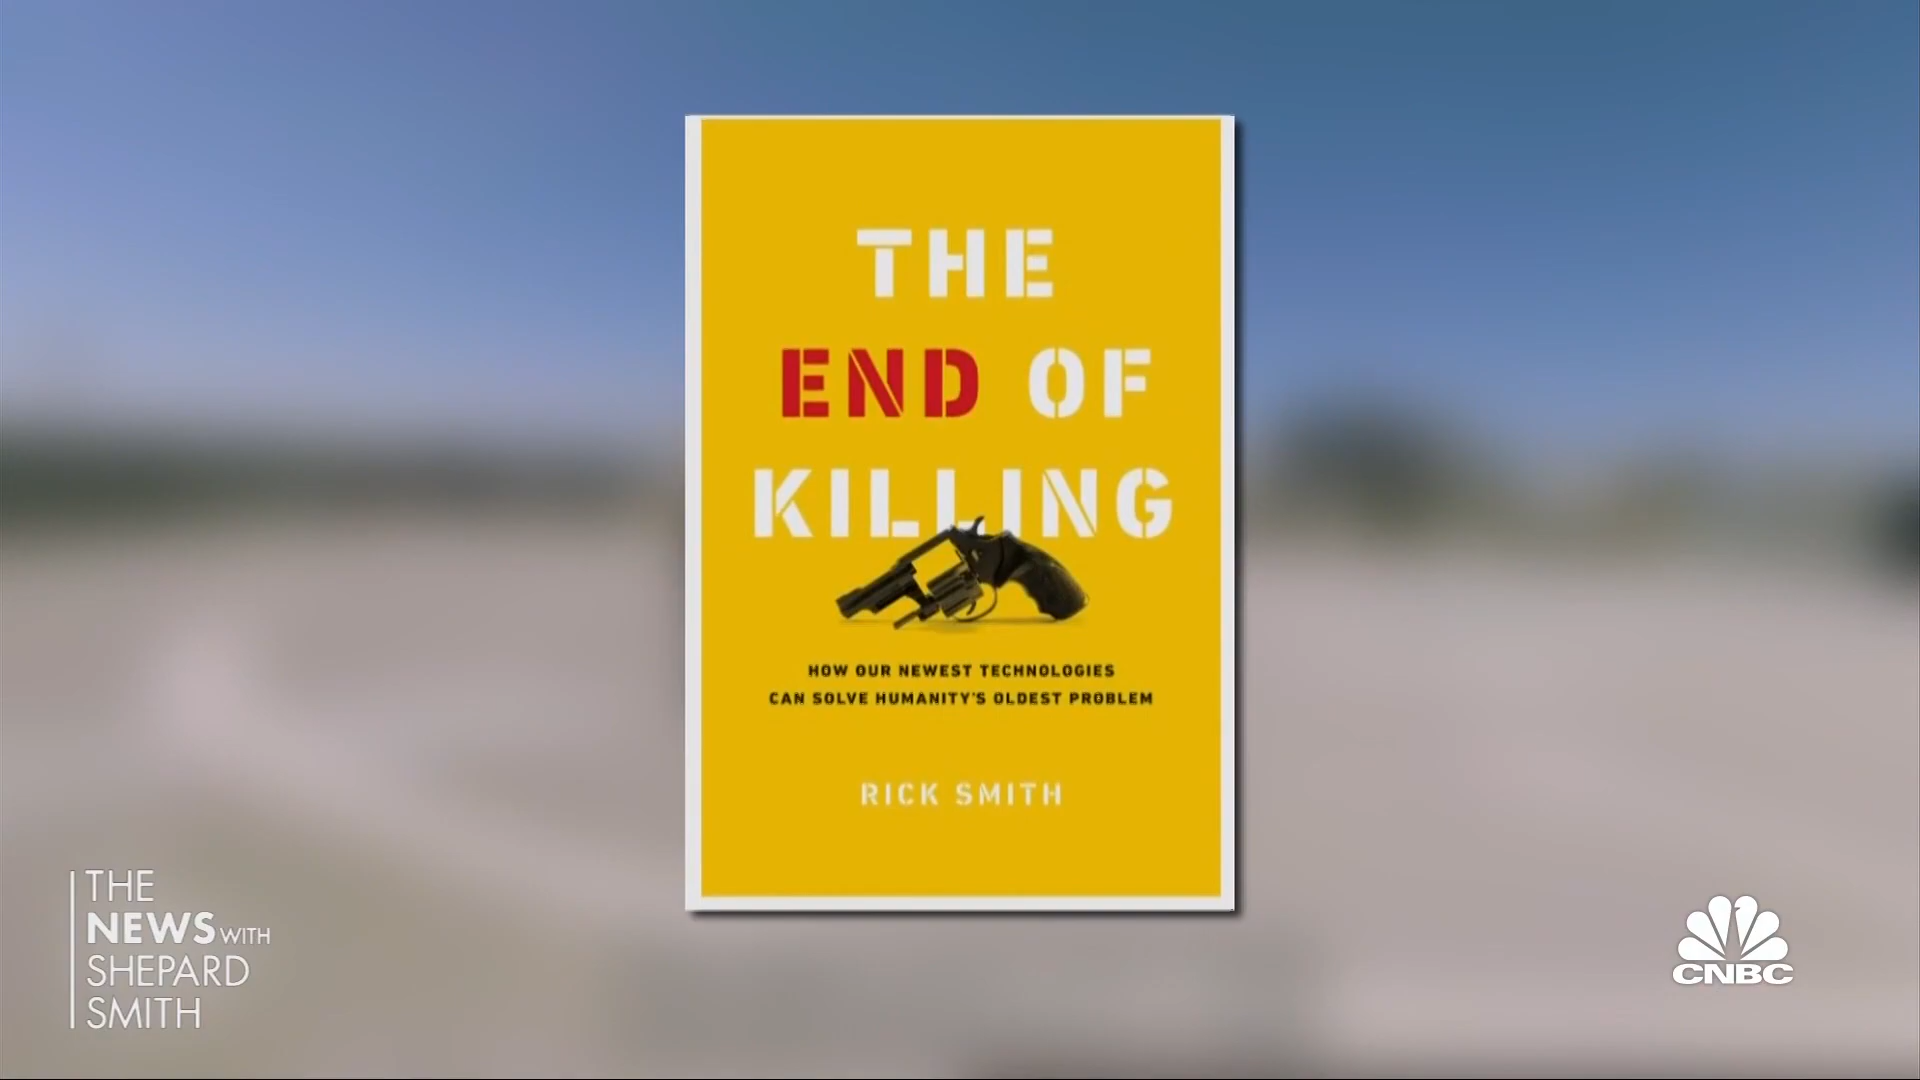 THE
END OF
KILLING
HOW OUR NEWEST TECHNOLOGIES
CAN SOLVE HUMANITY'S OLDEST PROBLEM
RICK SMITH
THE
NEWS WITH
SHEPARD
SMITH
CNBC